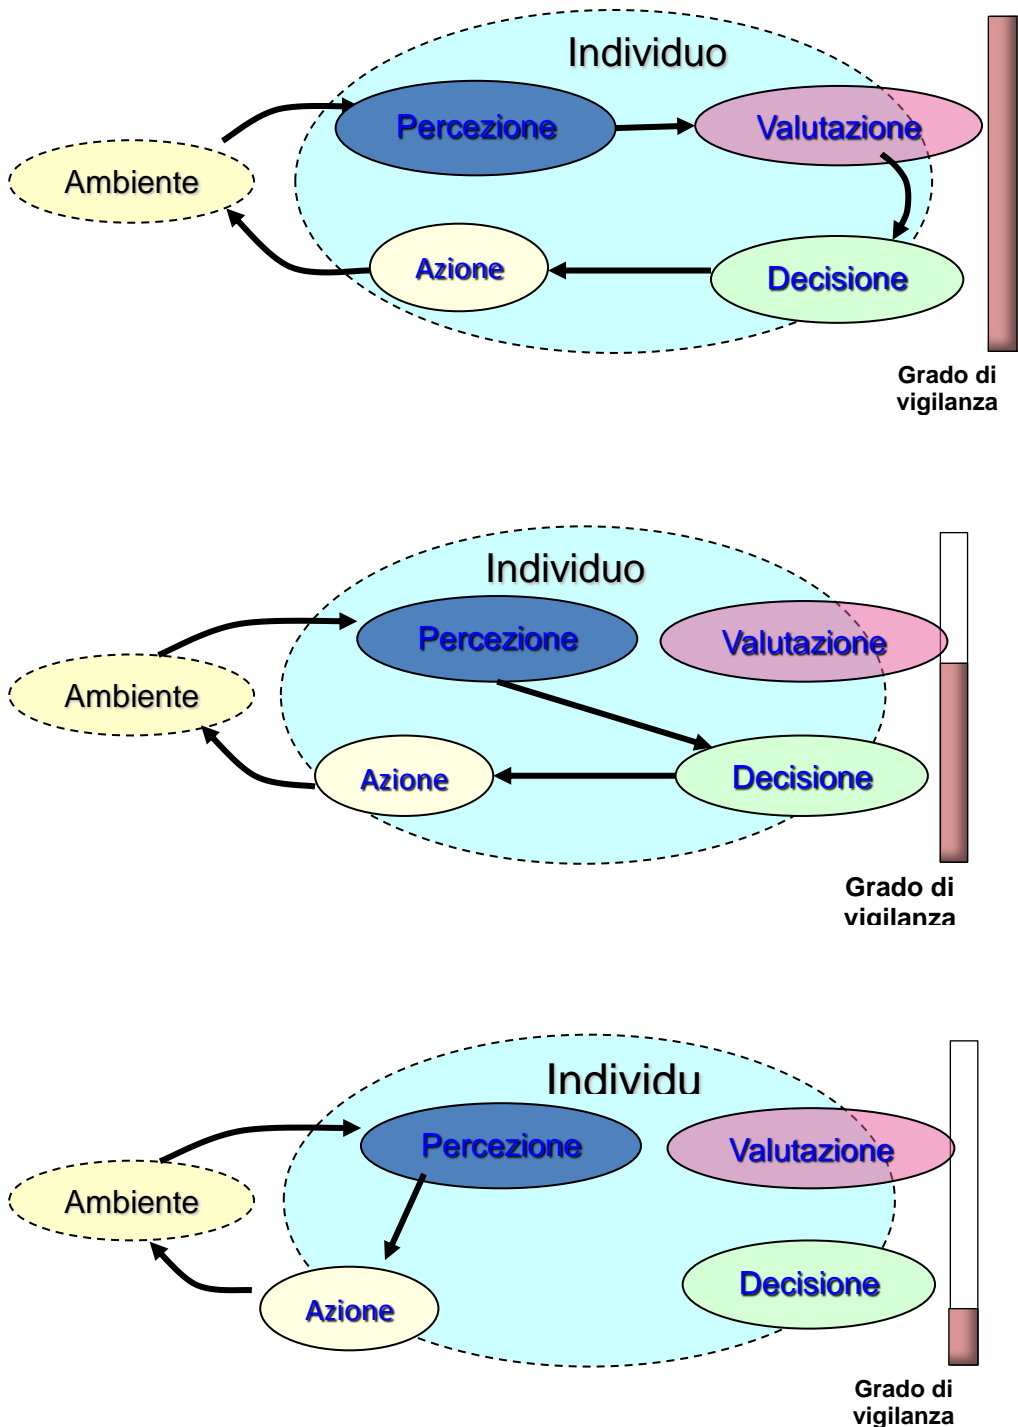 Individuo
Percezione
Valutazione
Ambiente
Azione
Decisione
Grado di
vigilanza
Individuo
Percezione
Valutazione
Ambiente
Azione
Decisione
Grado di
vigilanza
Individu
Percezione
Valutazione
Ambiente
Decisione
Azione
Grado di
vigilanza